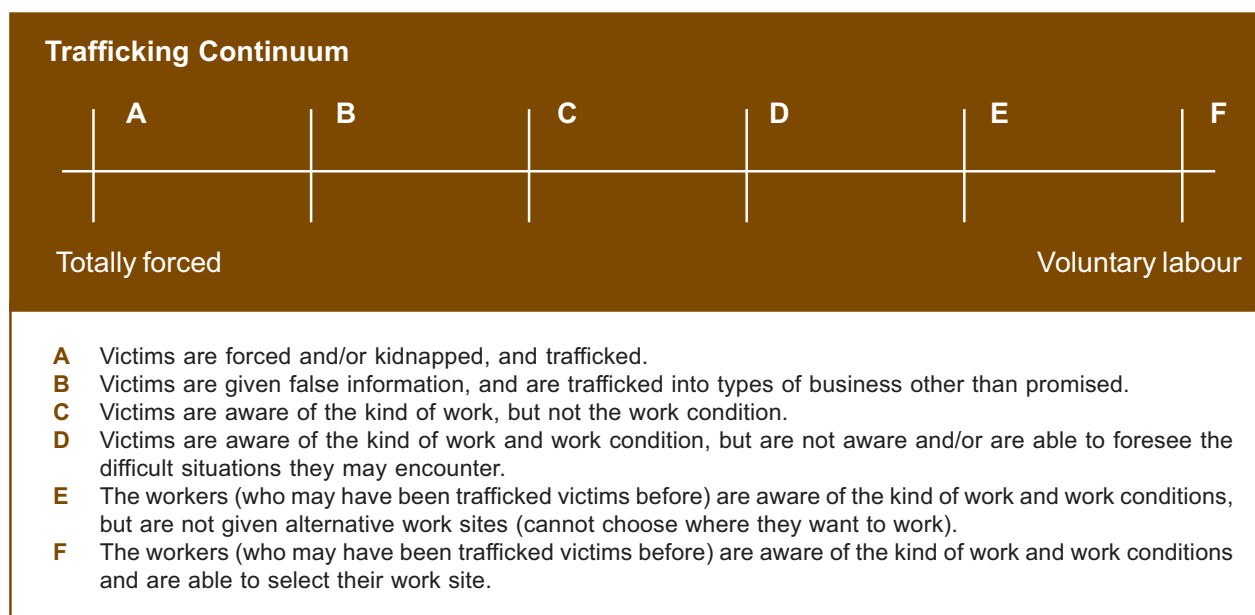 Trafficking Continuum
A B C D E F
Totally forced Voluntary labour
A Victims are forced and/or kidnapped, and trafficked.
B Victims are given false information, and are trafficked into types of business other than promised.
C Victims are aware of the kind of work, but not the work condition.
D Victims are aware of the kind of work and work condition, but are not aware and/or are able to foresee the
difficult situations they may encounter.
E The workers (who may have been trafficked victims before) are aware of the kind of work and work conditions,
but are not given alternative work sites (cannot choose where they want to work).
F The workers (who may have been trafficked victims before) are aware of the kind of work and work conditions
and are able to select their work site.